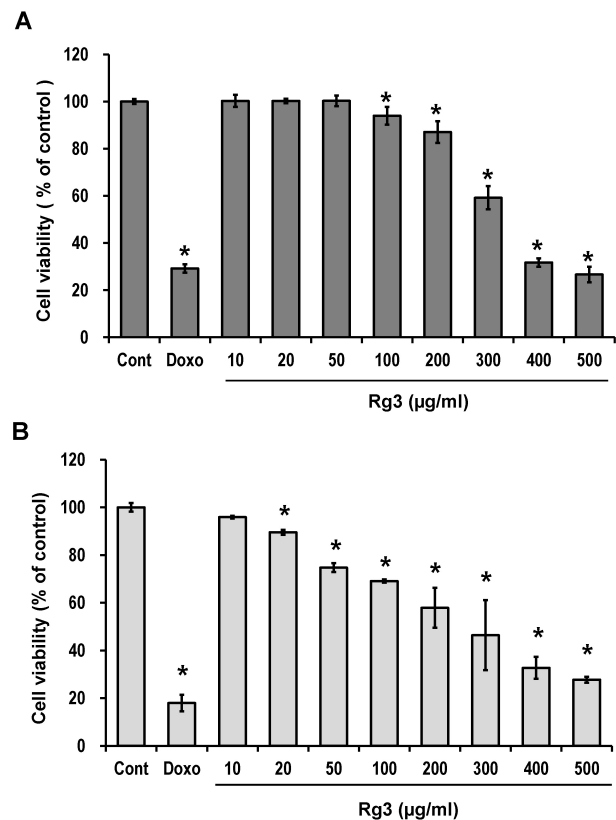 A
Cell viability ( % of control )
120
100
80
60
40
20
0
* * * * * *
Cont Doxo 10 20 50 100 200 300 400 500
Rg3 (µg/ml)
B
Cell viability (% of control)
120
100
80
60
40
20
0
* * * * * * * *
Cont Doxo 10 20 50 100 200 300 400 500
Rg3 (µg/ml)